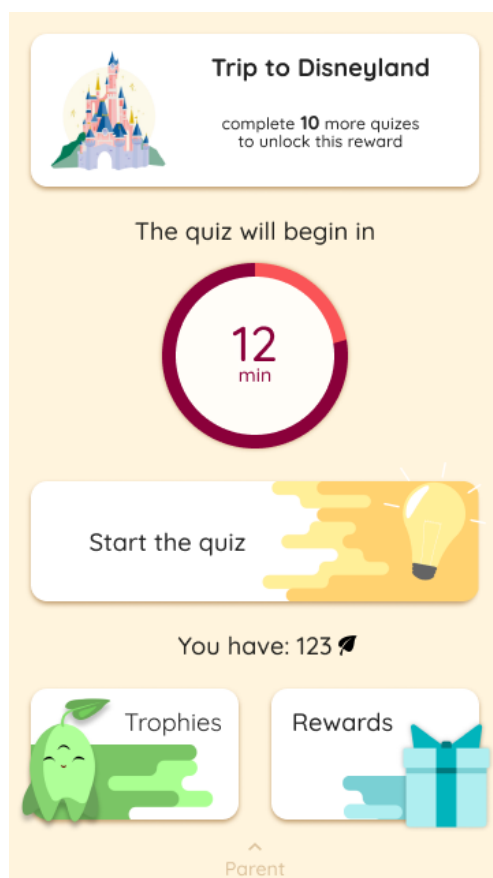 Trip to Disneyland
complete 10 more quizes
to unlock this reward
The quiz will begin in
12
min
Start the quiz
You have: 123
Trophies
Rewards
Parent